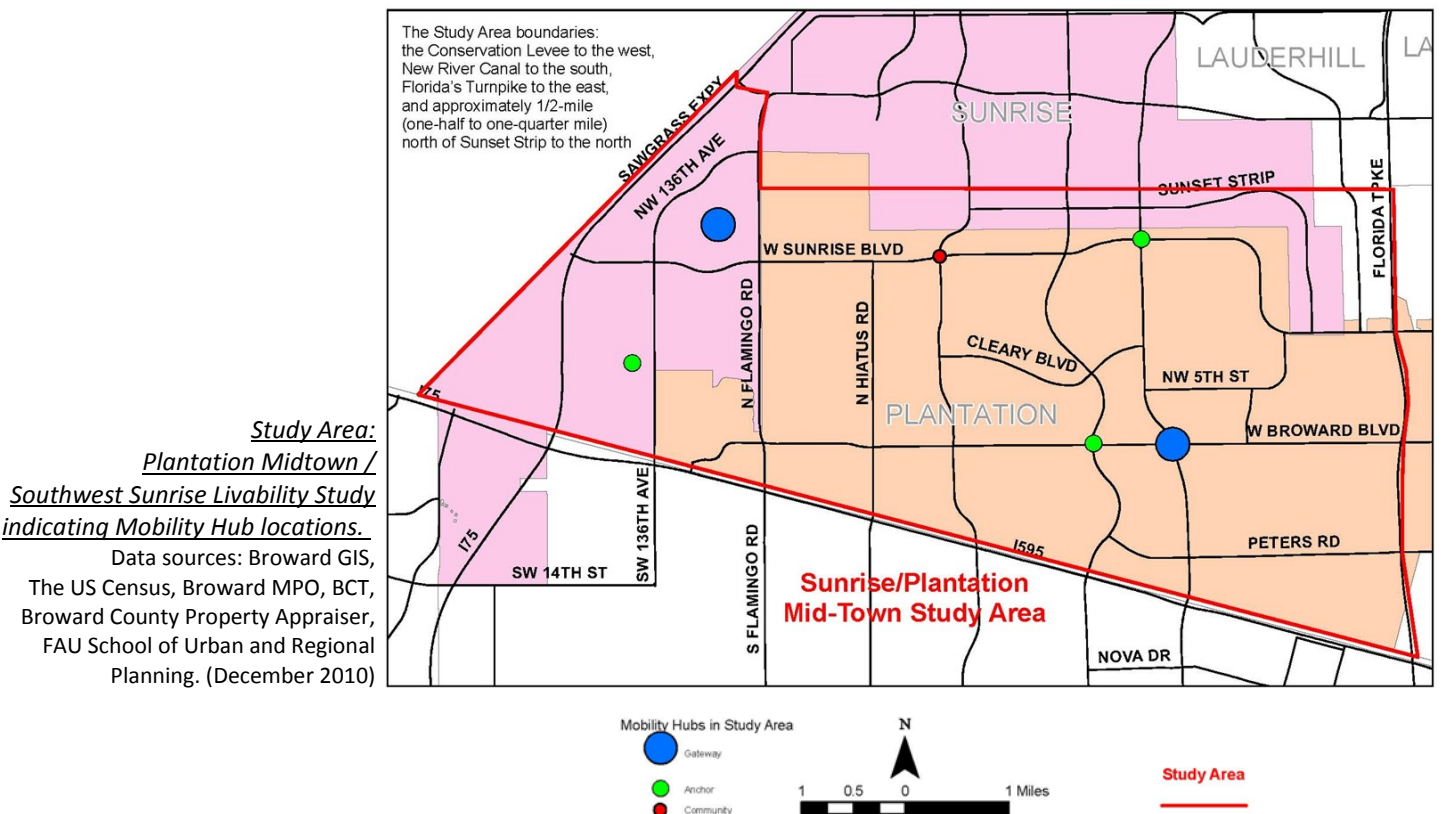 The Study Area boundaries:
the Conservation Levee to the west,
New River Canal to the south,
Florida's Turnpike to the east,
and approximately 1/2-mile
(one-half to one-quarter mile)
north of Sunset Strip to the north
LAUDERHILL
LA
SUNRISE
SAWGRASS EXPY
NW 136TH AVE
SUNSET STRIP
FLORIDA TPKE
W SUNRISE BLVD
N FLAMINGO RD
N HIATUS RD
CLEARY BLVD
NW 5TH ST
I75
PLANTATION
W BROWARD BLVD
Study Area:
Plantation Midtown /
Southwest Sunrise Livability Study
indicating Mobility Hub locations.
Data sources: Broward GIS,
The US Census, Broward MPO, BCT,
Broward County Property Appraiser,
FAU School of Urban and Regional
Planning. (December 2010)
I75
SW 136TH AVE
SW 14TH ST
S FLAMINGO RD
I595
PETERS RD
Sunrise/Plantation
Mid-Town Study Area
NOVA DR
Mobility Hubs in Study Area
Gateway
Anchor
Community
N
1 0.5 0 1 Miles
Study Area